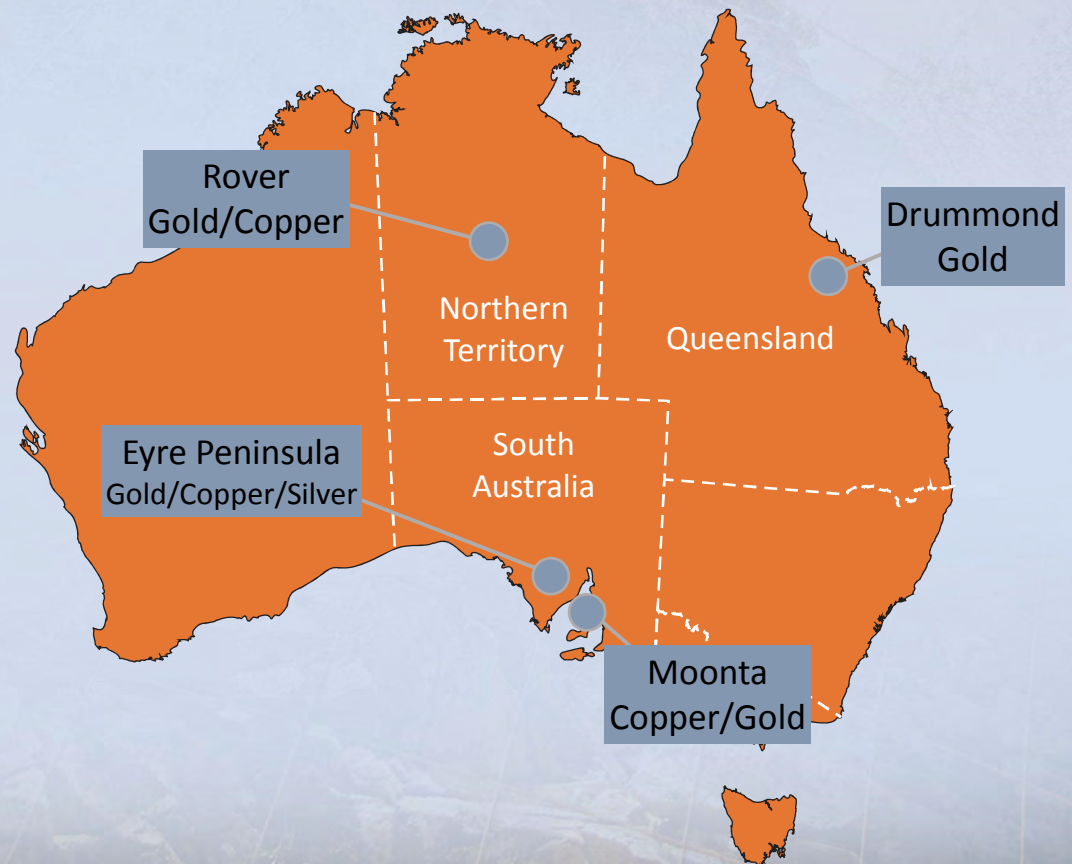 Rover
Gold/Copper
Drummond
Gold
Northern
Territory
Queensland
Eyre Peninsula
Gold/Copper/Silver
South
Australia
Moonta
Copper/Gold